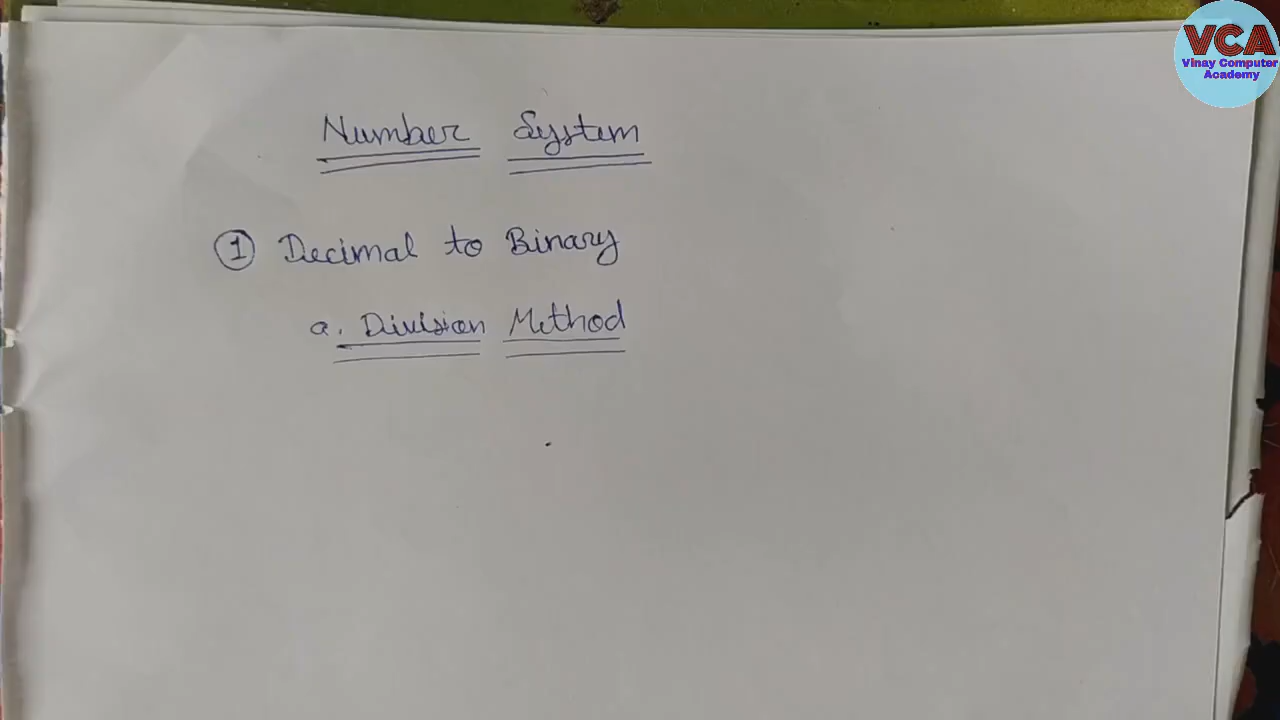 VCA
Vinay Computer
Academy
Number System
① Decimal to Binary
a. Division Method